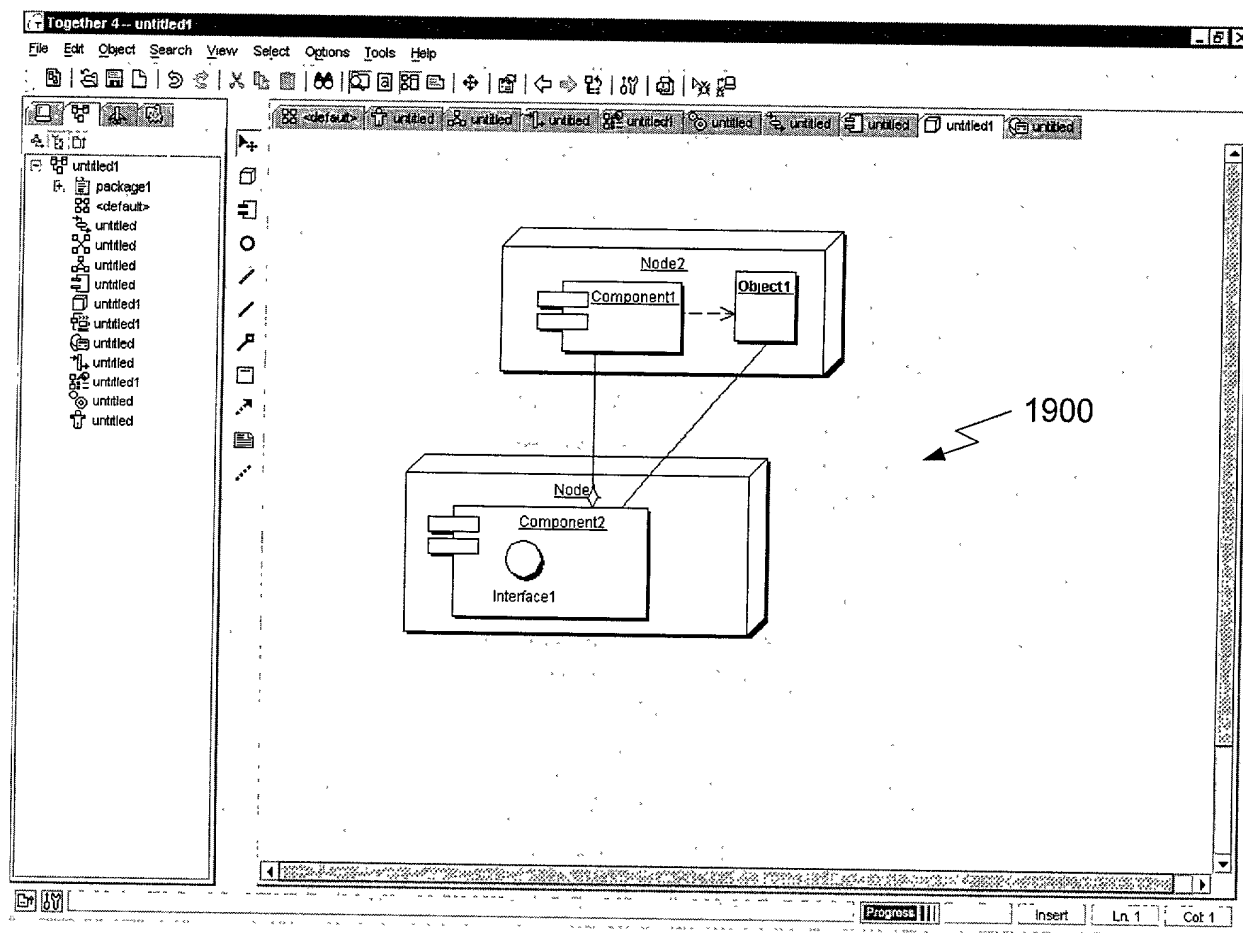 Together 4 -- untitled1
File Edit Object Search View Select Options Tools Help
<default> untitled untitled untitled untitled1 untitled untitled untitled untitled1 untitled
untitled1
package1
<default>
untitled
untitled
untitled
untitled
untitled1
untitled1
untitled
untitled
untitled1
untitled
untitled
Node2
Component1
Object1
1900
Node
Component2
Interface1
Progress
Insert Ln. 1 Col: 1